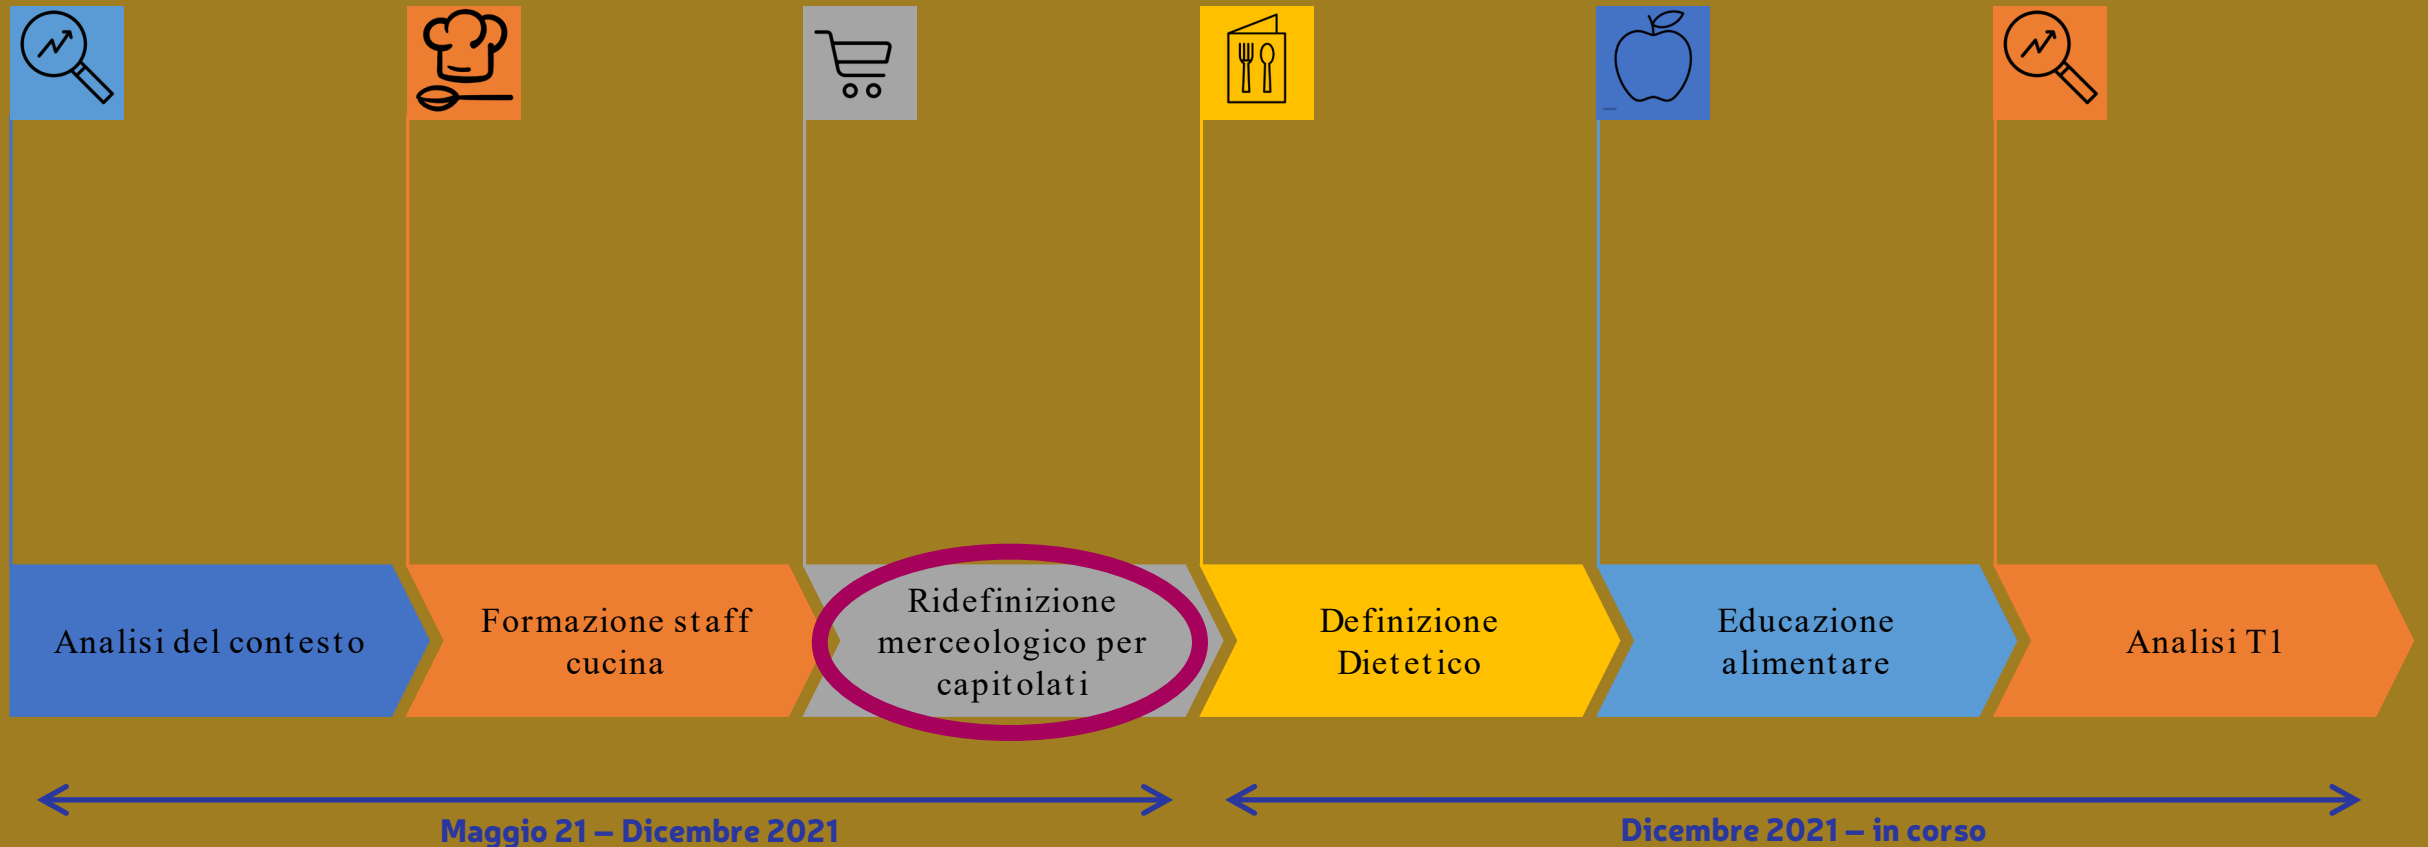 Analisi del contesto
Formazione staff
cucina
Ridefinizione
merceologico per
capitolati
Definizione
Dietetico
Educazione
alimentare
Analisi T1
Maggio 21 – Dicembre 2021
Dicembre 2021 – in corso